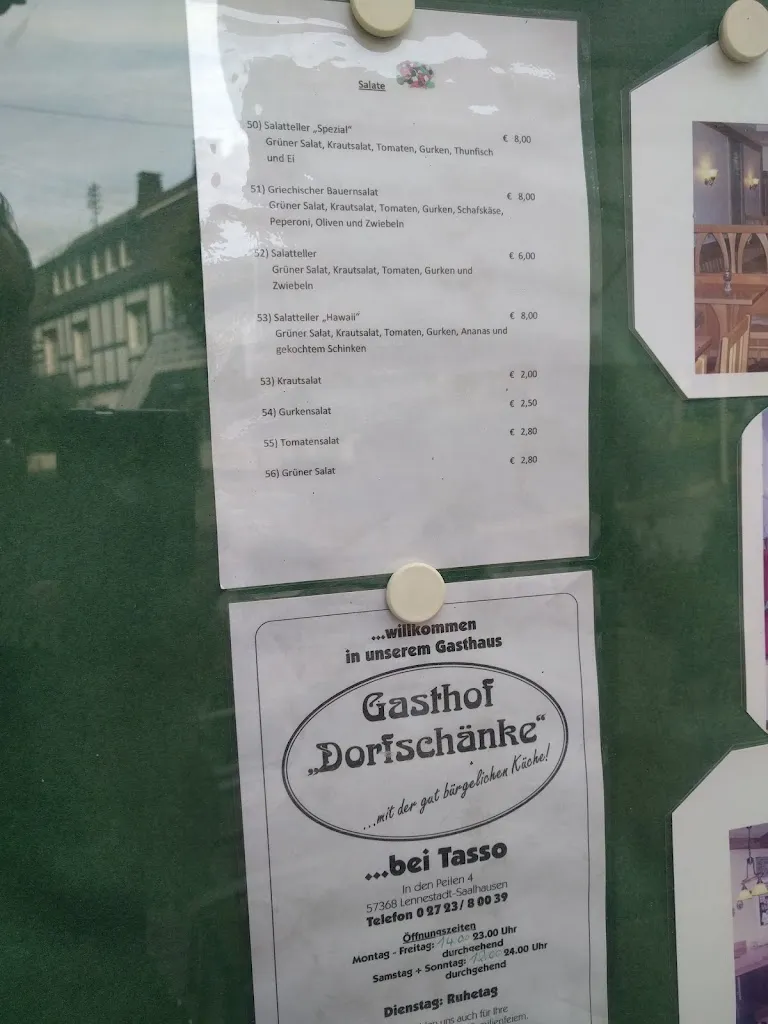 Salate
50) Salatteller „Spezial“ € 8,00
Grüner Salat, Krautsalat, Tomaten, Gurken, Thunfisch
und Ei
51) Griechischer Bauernsalat € 8,00
Grüner Salat, Krautsalat, Tomaten, Gurken, Schafskäse,
Peperoni, Oliven und Zwiebeln
52) Salatteller € 6,00
Grüner Salat, Krautsalat, Tomaten, Gurken und
Zwiebeln
53) Salatteller „Hawaii“ € 8,00
Grüner Salat, Krautsalat, Tomaten, Gurken, Ananas und
gekochtem Schinken
53) Krautsalat € 2,00
54) Gurkensalat € 2,50
55) Tomatensalat € 2,80
56) Grüner Salat € 2,80
...willkommen
in unserem Gasthaus
Gasthof
„Dorfschänke“
...mit der gut bürgelichen Küche!
...bei Tasso
In den Peilen 4
57368 Lennestadt-Saalhausen
Telefon 0 27 23 / 8 00 39
Öffnungszeiten
Montag - Freitag: 23.00 Uhr
durchgehend
Samstag + Sonntag: 24.00 Uhr
durchgehend
Dienstag: Ruhetag
uns auch für Ihre